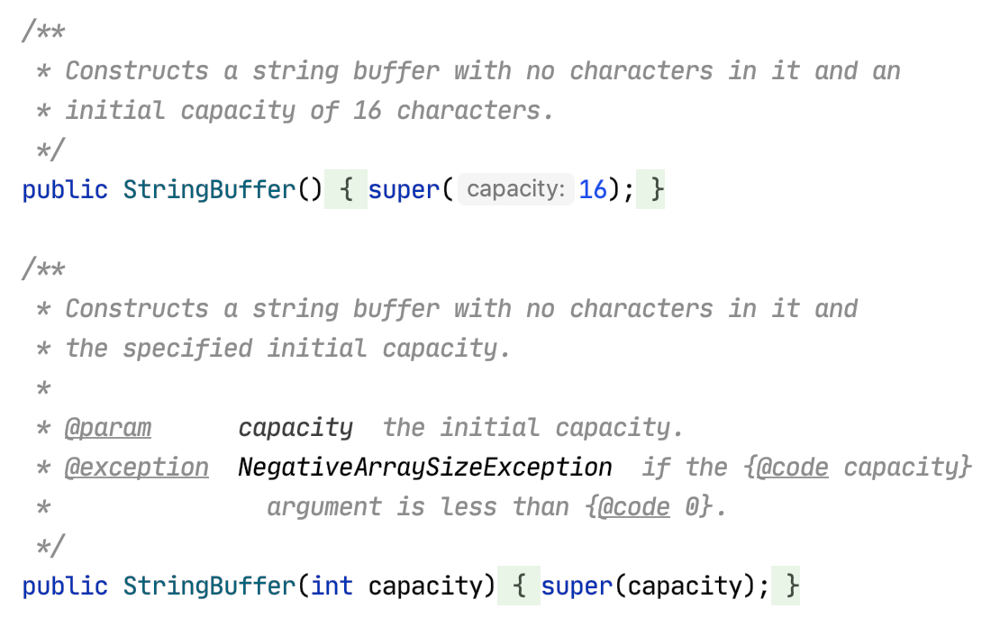 /**
 * Constructs a string buffer with no characters in it and an
 * initial capacity of 16 characters.
 */
public StringBuffer() { super( capacity: 16); }
/**
 * Constructs a string buffer with no characters in it and
 * the specified initial capacity.
 *
 * @param      capacity  the initial capacity.
 * @exception  NegativeArraySizeException  if the {@code capacity}
 *               argument is less than {@code 0}.
 */
public StringBuffer(int capacity) { super(capacity); }